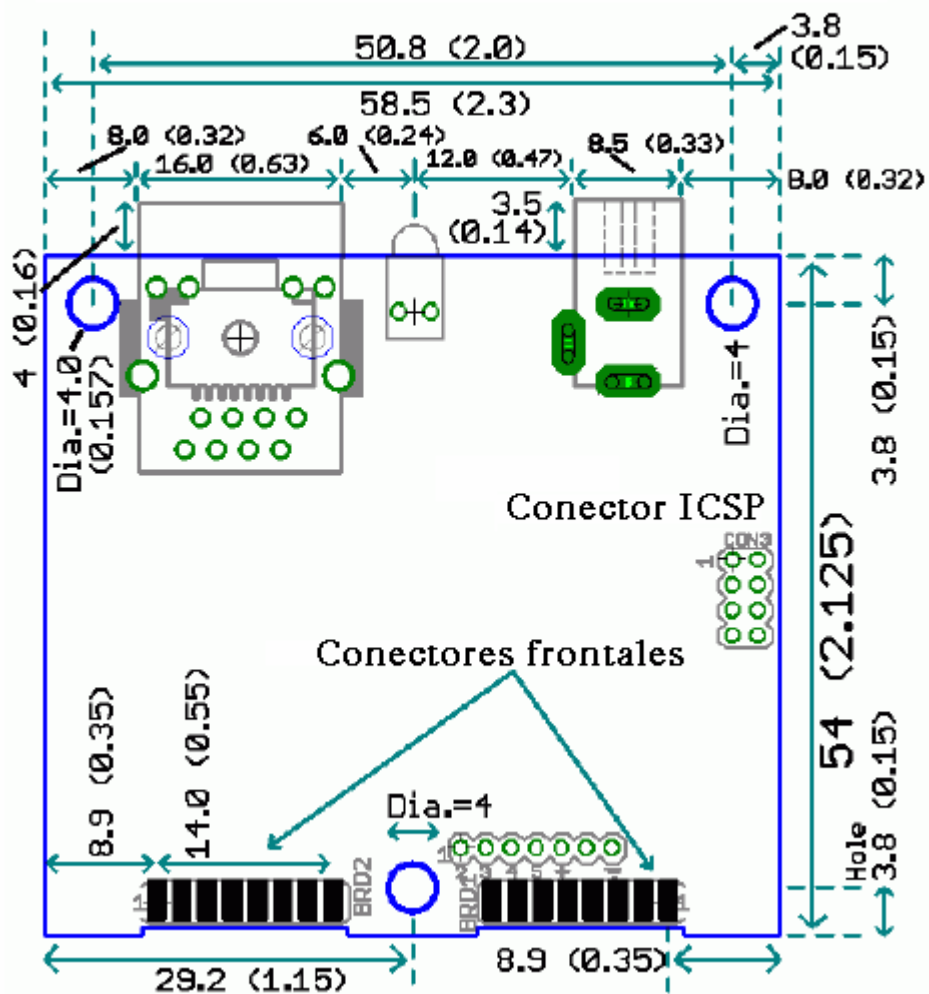 3.8
(0.15)
50.8 (2.0)
58.5 (2.3)
8.0 (0.32)
6.0 (0.24)
16.0 (0.63)
12.0 (0.47)
8.5 (0.33)
8.0 (0.32)
3.5
(0.14)
4 (0.16)
Dia.=4.0
(0.157)
Dia.=4
3.8 (0.15)
Conector ICSP
CON3
1
54 (2.125)
Conectores frontales
8.9 (0.35)
14.0 (0.55)
Dia.=4
1
BRD2
BRD1
1
1
Hole
3.8 (0.15)
29.2 (1.15)
8.9 (0.35)